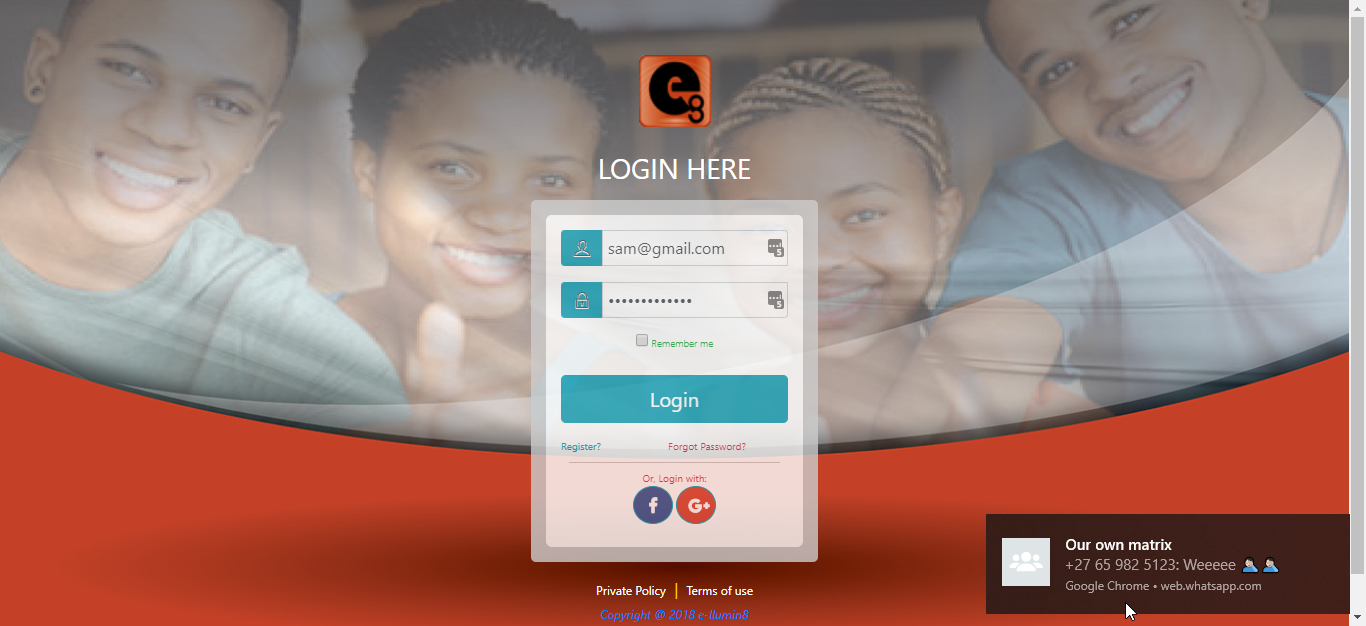 e8
LOGIN HERE
sam@gmail.com
•••••••••••••
Remember me
Login
Register? Forgot Password?
Or, Login with:
f G+
Our own matrix
+27 65 982 5123: Weeeee 🤦🏻‍♂️🤦🏻‍♂️
Google Chrome • web.whatsapp.com
Private Policy | Terms of use
Copyright @ 2018 e-Ilumin8